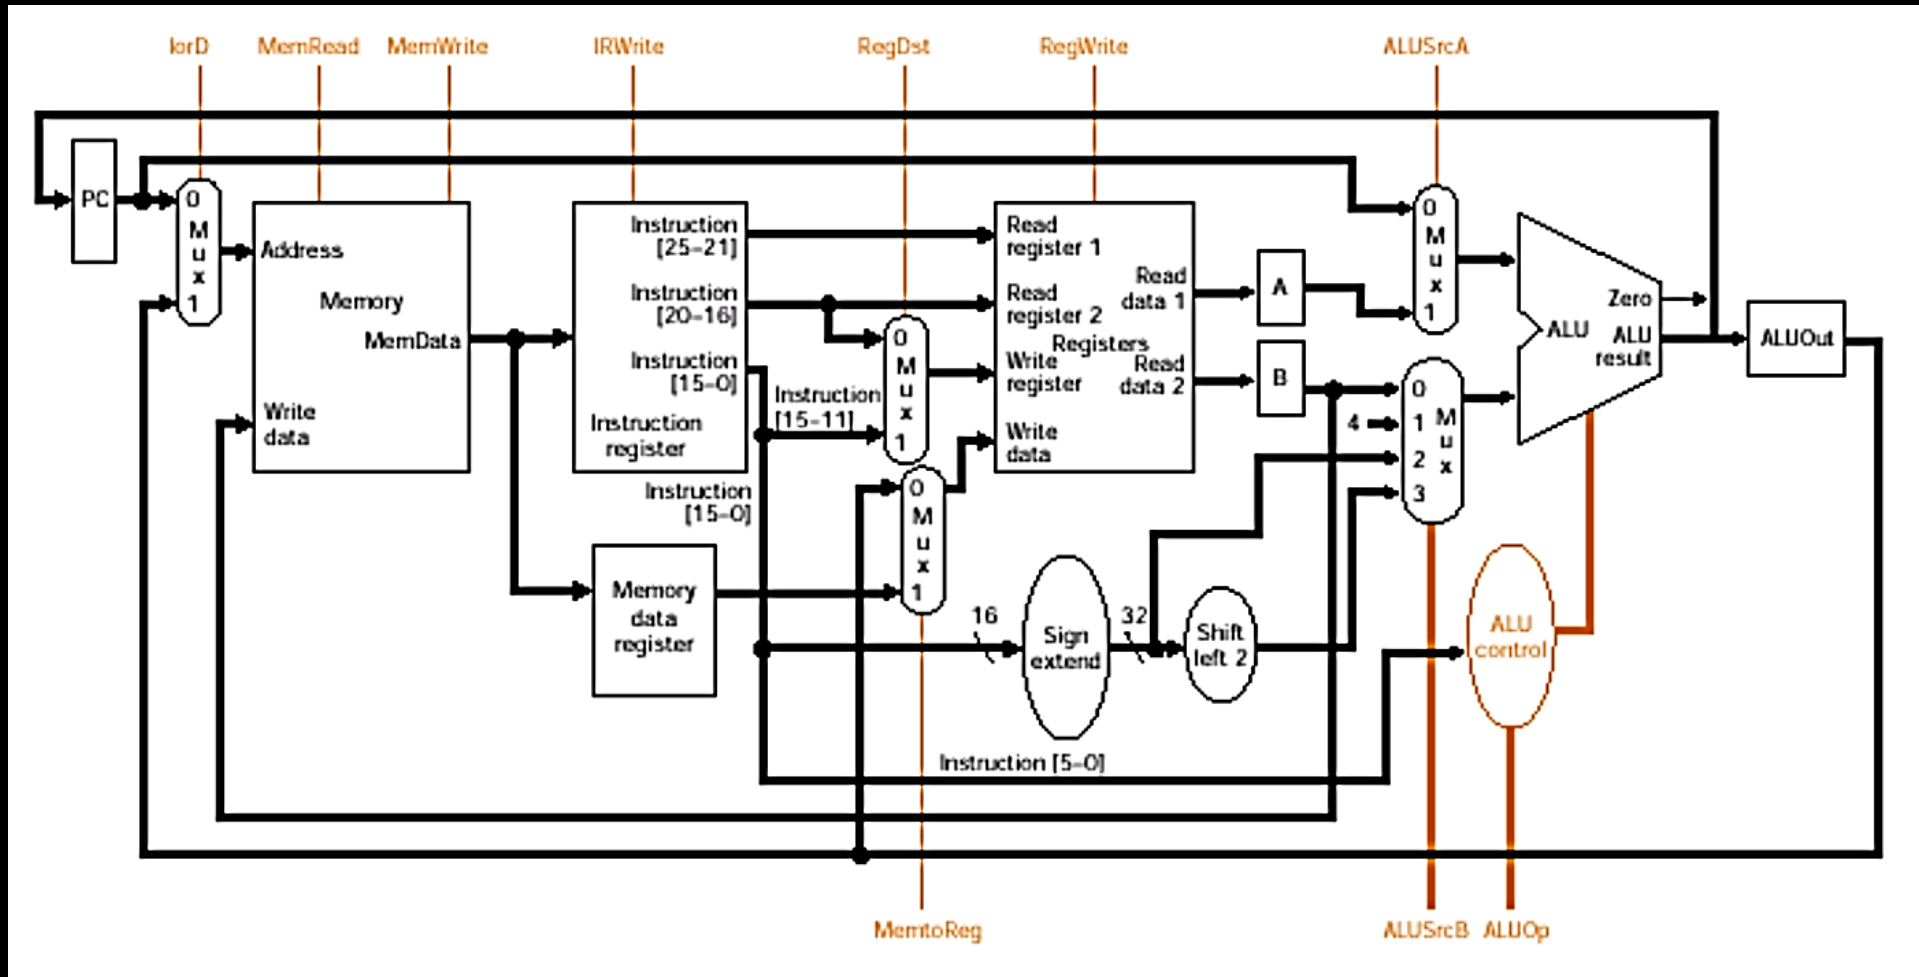 IorD
MemRead
MemWrite
IRWrite
RegDst
RegWrite
ALUSrcA
PC
0
M
u
x
1
Address
Memory
MemData
Write
data
Instruction
[25-21]
Instruction
[20-16]
Instruction
[15-0]
Instruction
register
Instruction
[15-0]
Instruction
[15-11]
0
M
u
x
1
0
M
u
x
1
Memory
data
register
Read
register 1
Read
register 2
Registers
Write
register
Write
data
Read
data 1
Read
data 2
A
B
4
0
M
u
x
1
0
1
2
3
M
u
x
Zero
ALU
ALU
result
ALUOut
16
Sign
extend
32
Shift
left 2
ALU
control
Instruction [5-0]
MemtoReg
ALUSrcB
ALUOp